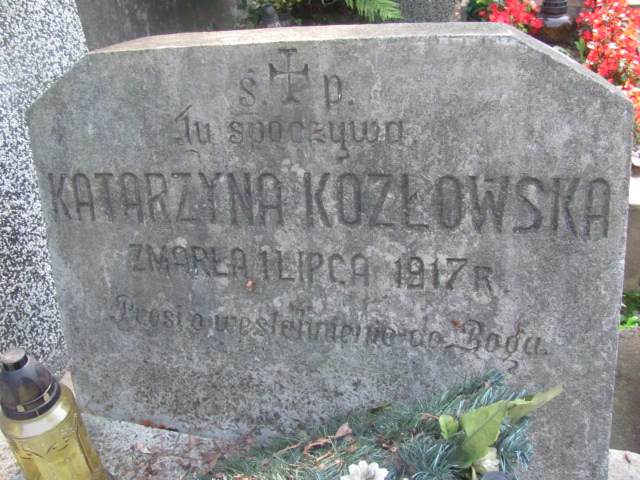 ś. † p.
Tu spoczywa
KATARZYNA KOZŁOWSKA
ZMARŁA 1 LIPCA 1917 R.
Prosi o westchnienie do Boga.